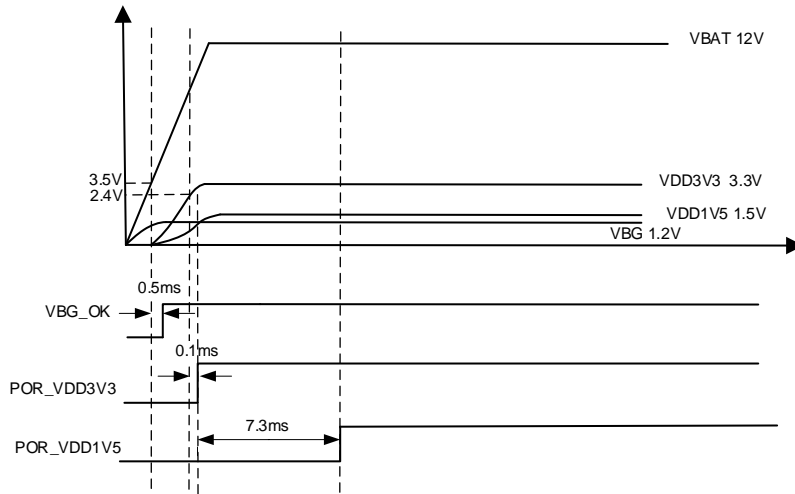 VBAT 12V
3.5V
2.4V
VDD3V3 3.3V
VDD1V5 1.5V
VBG 1.2V
0.5ms
VBG_OK
0.1ms
POR_VDD3V3
7.3ms
POR_VDD1V5